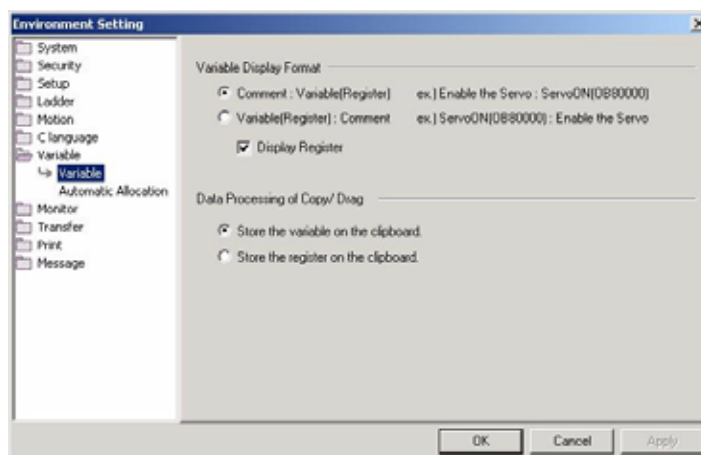 Environment Setting
System
Security
Setup
Ladder
Motion
C language
Variable
Variable
Automatic Allocation
Monitor
Transfer
Print
Message
Variable Display Format
Comment : Variable(Register) ex.) Enable the Servo : ServoON(OB80000)
Variable(Register) : Comment ex.) ServoON(OB80000) : Enable the Servo
Display Register
Data Processing of Copy/ Drag
Store the variable on the clipboard.
Store the register on the clipboard.
OK Cancel Apply